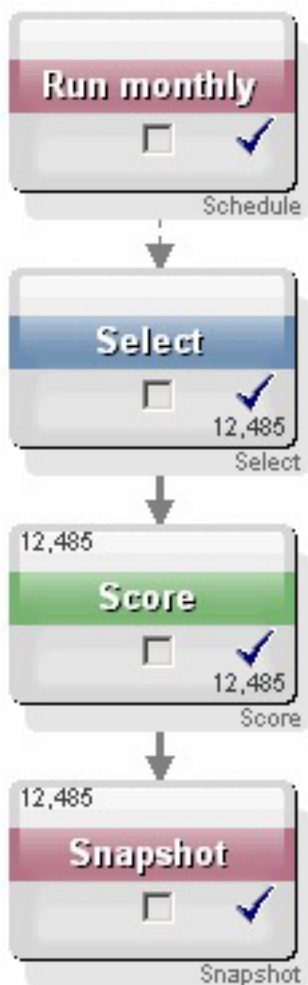 Run monthly
Schedule
Select
12,485
Select
12,485
Score
12,485
Score
12,485
Snapshot
Snapshot